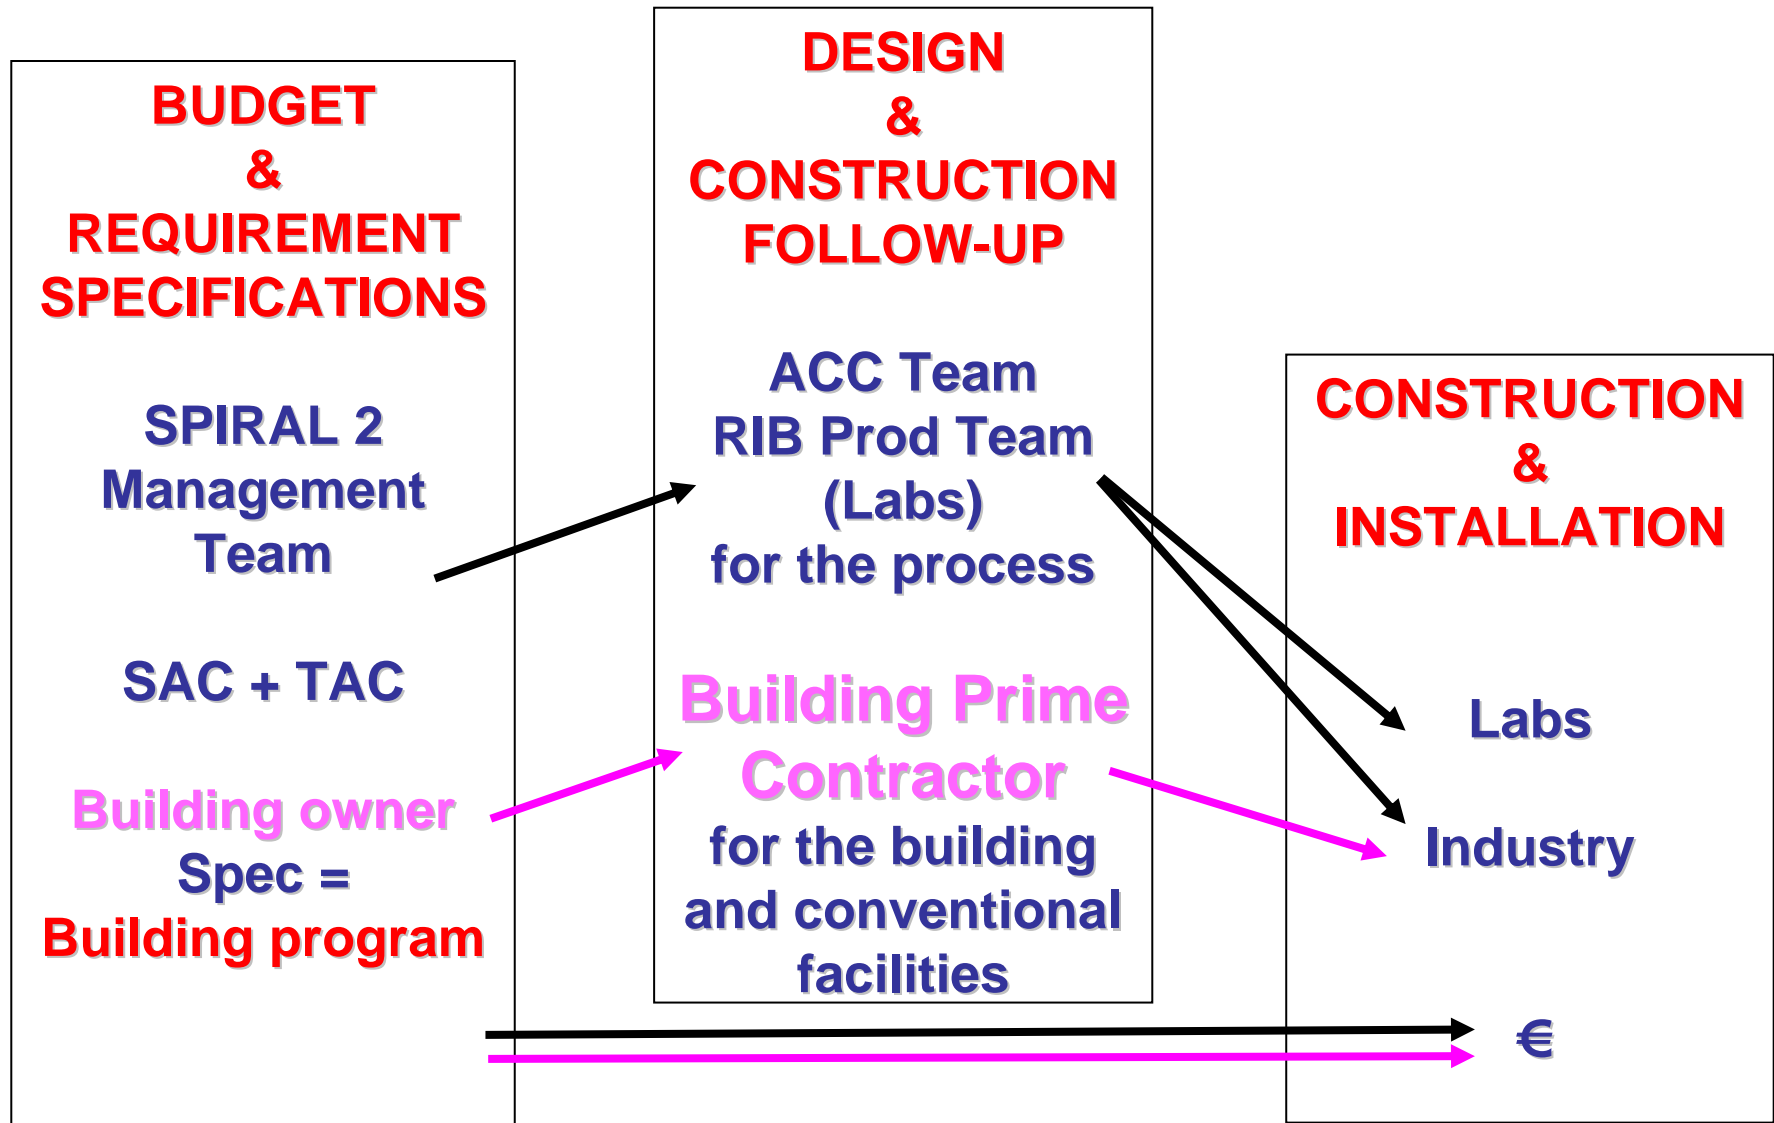 BUDGET
&
REQUIREMENT
SPECIFICATIONS
SPIRAL 2
Management
Team
SAC + TAC
Building owner
Spec =
Building program
DESIGN
&
CONSTRUCTION
FOLLOW-UP
ACC Team
RIB Prod Team
(Labs)
for the process
Building Prime
Contractor
for the building
and conventional
facilities
CONSTRUCTION
&
INSTALLATION
Labs
Industry
€